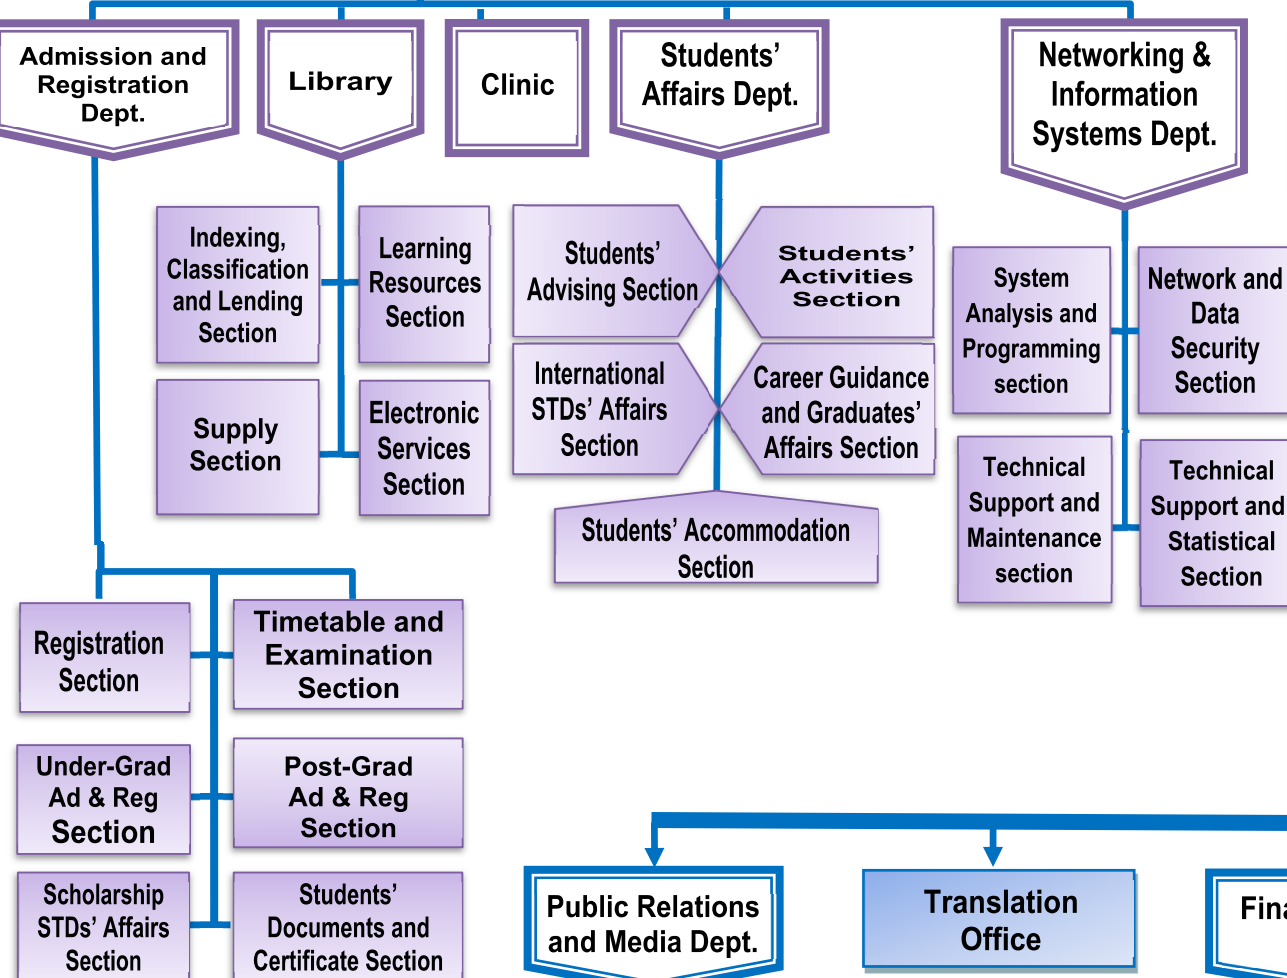 Admission and
Registration
Dept.
Library
Clinic
Students’
Affairs Dept.
Networking &
Information
Systems Dept.
Indexing,
Classification
and Lending
Section
Learning
Resources
Section
Supply
Section
Electronic
Services
Section
Students’
Advising Section
Students’
Activities
Section
International
STDs’ Affairs
Section
Career Guidance
and Graduates’
Affairs Section
Students’ Accommodation
Section
System
Analysis and
Programming
section
Network and
Data
Security
Section
Technical
Support and
Maintenance
section
Technical
Support and
Statistical
Section
Registration
Section
Timetable and
Examination
Section
Under-Grad
Ad & Reg
Section
Post-Grad
Ad & Reg
Section
Scholarship
STDs’ Affairs
Section
Students’
Documents and
Certificate Section
Public Relations
and Media Dept.
Translation
Office